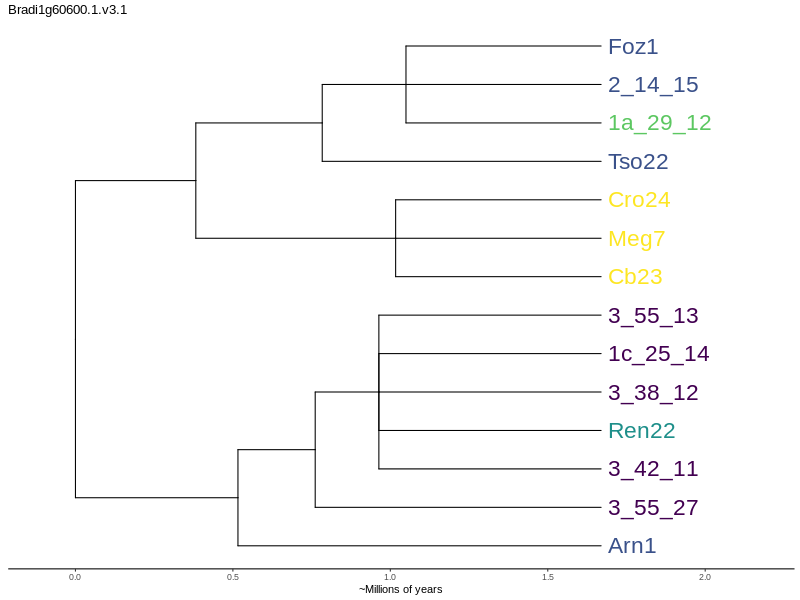 Bradi1g60600.1.v3.1
Foz1
2_14_15
1a_29_12
Tso22
Cro24
Meg7
Cb23
3_55_13
1c_25_14
3_38_12
Ren22
3_42_11
3_55_27
Arn1
0.0 0.5 1.0 1.5 2.0
~Millions of years